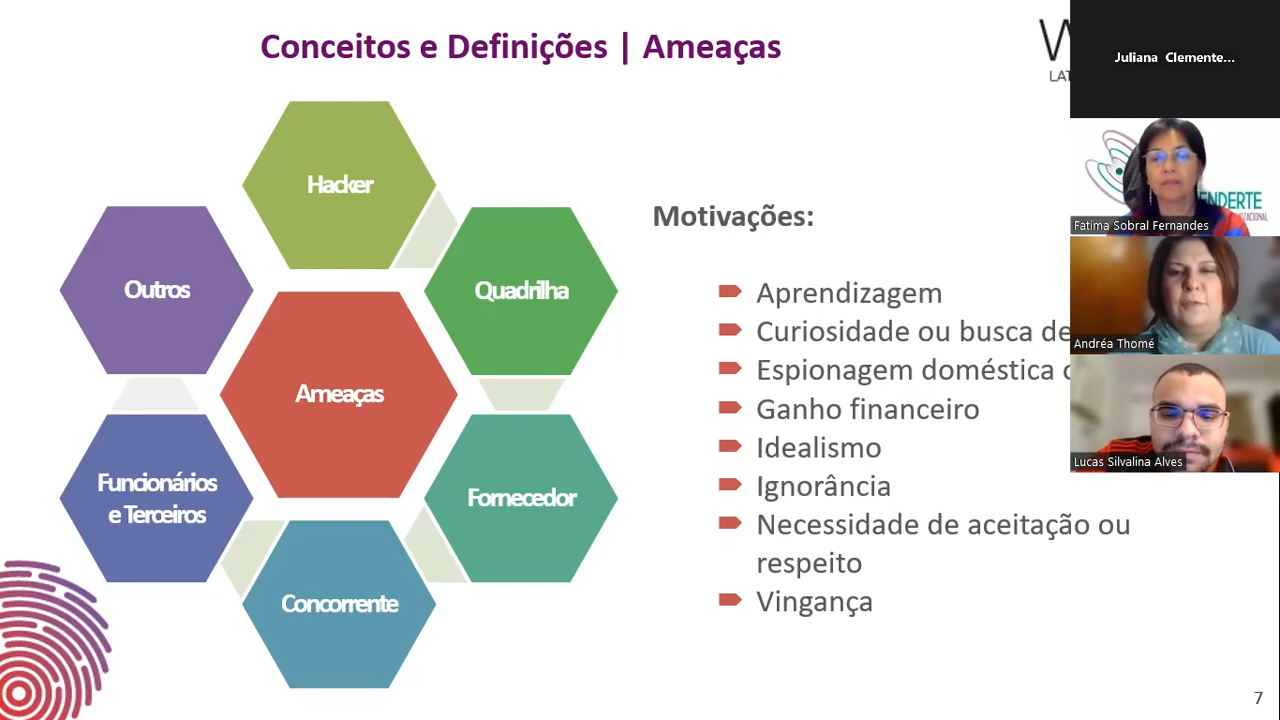 Conceitos e Definições | Ameaças
W
LAT
Juliana Clemente...
Hacker
Outros
Quadrilha
Ameaças
Funcionários
e Terceiros
Fornecedor
Concorrente
Motivações:
Aprendizagem
Curiosidade ou busca de
Espionagem doméstica
Ganho financeiro
Idealismo
Ignorância
Necessidade de aceitação ou
respeito
Vingança
ENDERTE
Fatima Sobral Fernandes
Andréa Thomé
Lucas Silvalina Alves
7